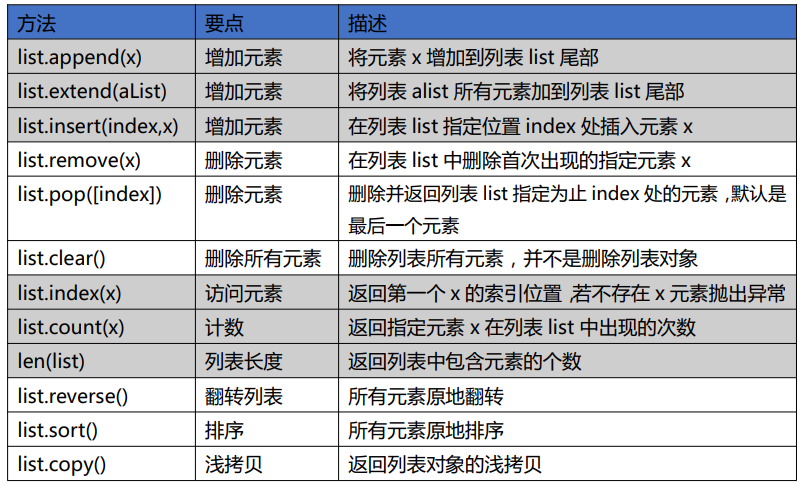 方法 要点 描述
list.append(x) 增加元素 将元素 x 增加到列表 list 尾部
list.extend(aList) 增加元素 将列表 alist 所有元素加到列表 list 尾部
list.insert(index,x) 增加元素 在列表 list 指定位置 index 处插入元素 x
list.remove(x) 删除元素 在列表 list 中删除首次出现的指定元素 x
list.pop([index]) 删除元素 删除并返回列表 list 指定为止 index 处的元素,默认是
最后一个元素
list.clear() 删除所有元素 删除列表所有元素，并不是删除列表对象
list.index(x) 访问元素 返回第一个 x 的索引位置,若不存在 x 元素抛出异常
list.count(x) 计数 返回指定元素 x 在列表 list 中出现的次数
len(list) 列表长度 返回列表中包含元素的个数
list.reverse() 翻转列表 所有元素原地翻转
list.sort() 排序 所有元素原地排序
list.copy() 浅拷贝 返回列表对象的浅拷贝